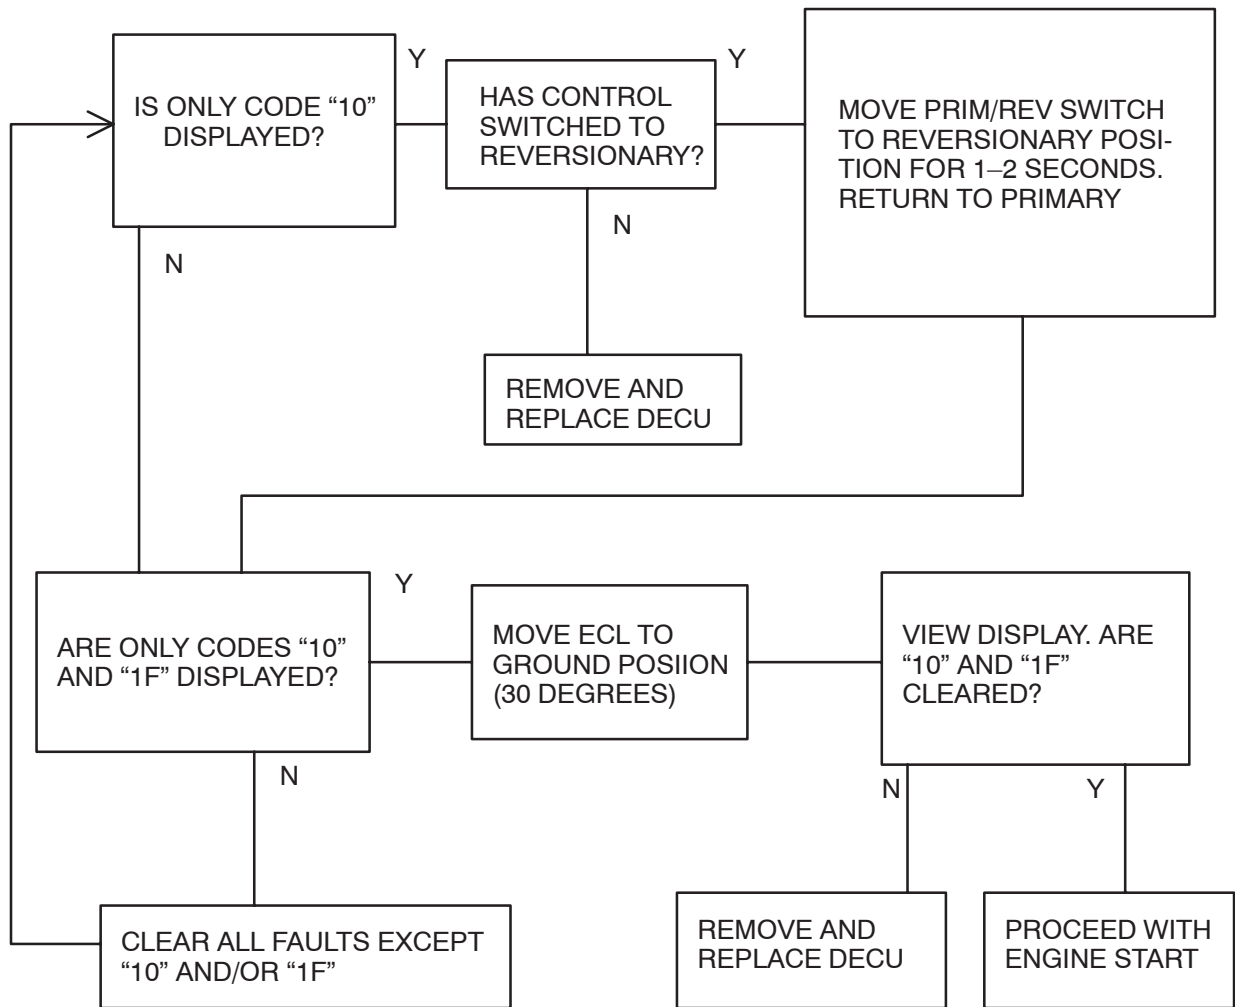 IS ONLY CODE “10”
DISPLAYED?
Y
HAS CONTROL
SWITCHED TO
REVERSIONARY?
Y
MOVE PRIM/REV SWITCH
TO REVERSIONARY POSI-
TION FOR 1–2 SECONDS.
RETURN TO PRIMARY
N
N
REMOVE AND
REPLACE DECU
ARE ONLY CODES “10”
AND “1F” DISPLAYED?
Y
MOVE ECL TO
GROUND POSIION
(30 DEGREES)
VIEW DISPLAY. ARE
“10” AND “1F”
CLEARED?
N
N
Y
CLEAR ALL FAULTS EXCEPT
“10” AND/OR “1F”
REMOVE AND
REPLACE DECU
PROCEED WITH
ENGINE START